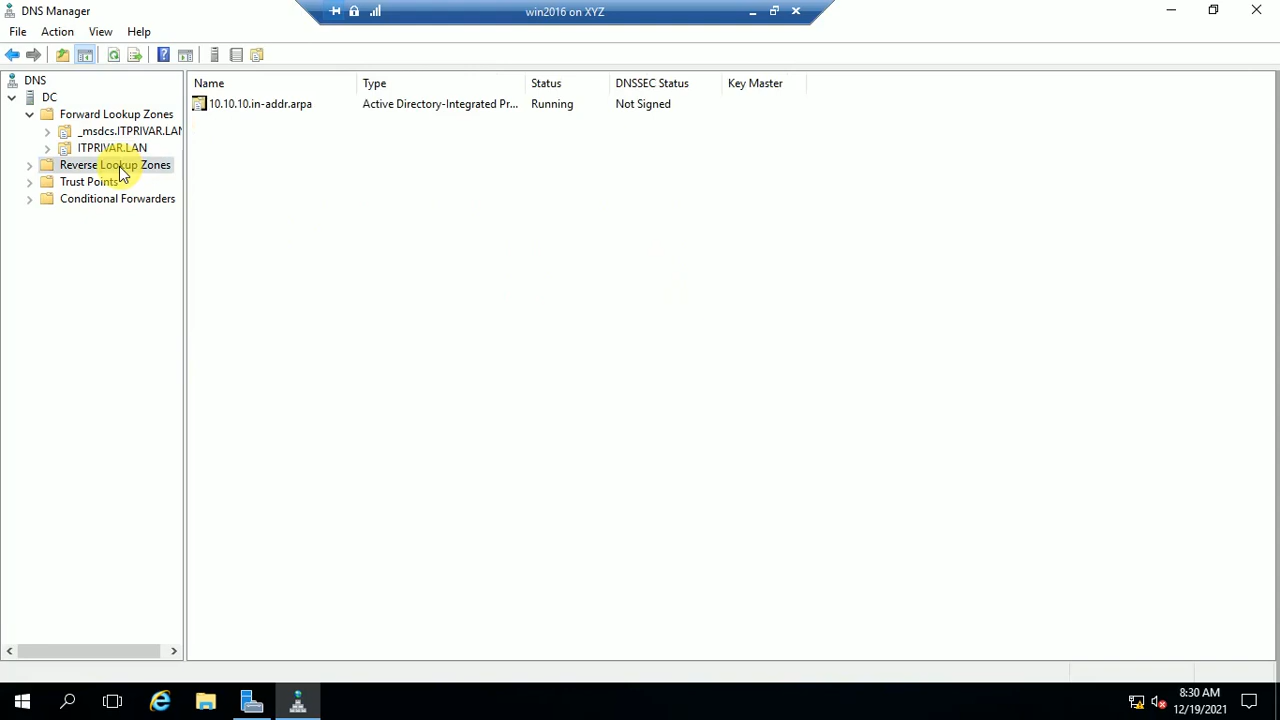 DNS Manager
win2016 on XYZ
File Action View Help
DNS
DC
Forward Lookup Zones
_msdcs.ITPRIVAR.LAN
ITPRIVAR.LAN
Reverse Lookup Zones
Trust Points
Conditional Forwarders
Name Type Status DNSSEC Status Key Master
10.10.10.in-addr.arpa Active Directory-Integrated Pr... Running Not Signed
8:30 AM
12/19/2021